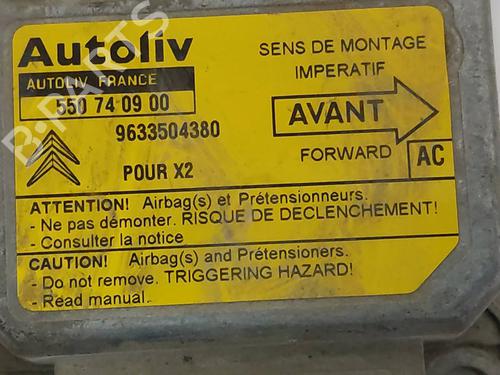 Autoliv
AUTOLIV FRANCE
550 74 09 00
9633504380
POUR X2
SENS DE MONTAGE
IMPERATIF
AVANT
FORWARD
AC
ATTENTION! Airbag(s) et Prétensionneurs.
- Ne pas démonter. RISQUE DE DECLENCHEMENT!
- Consulter la notice
CAUTION! Airbag(s) and Prétensioners.
- Do not remove. TRIGGERING HAZARD!
- Read manual.
R-PARTS